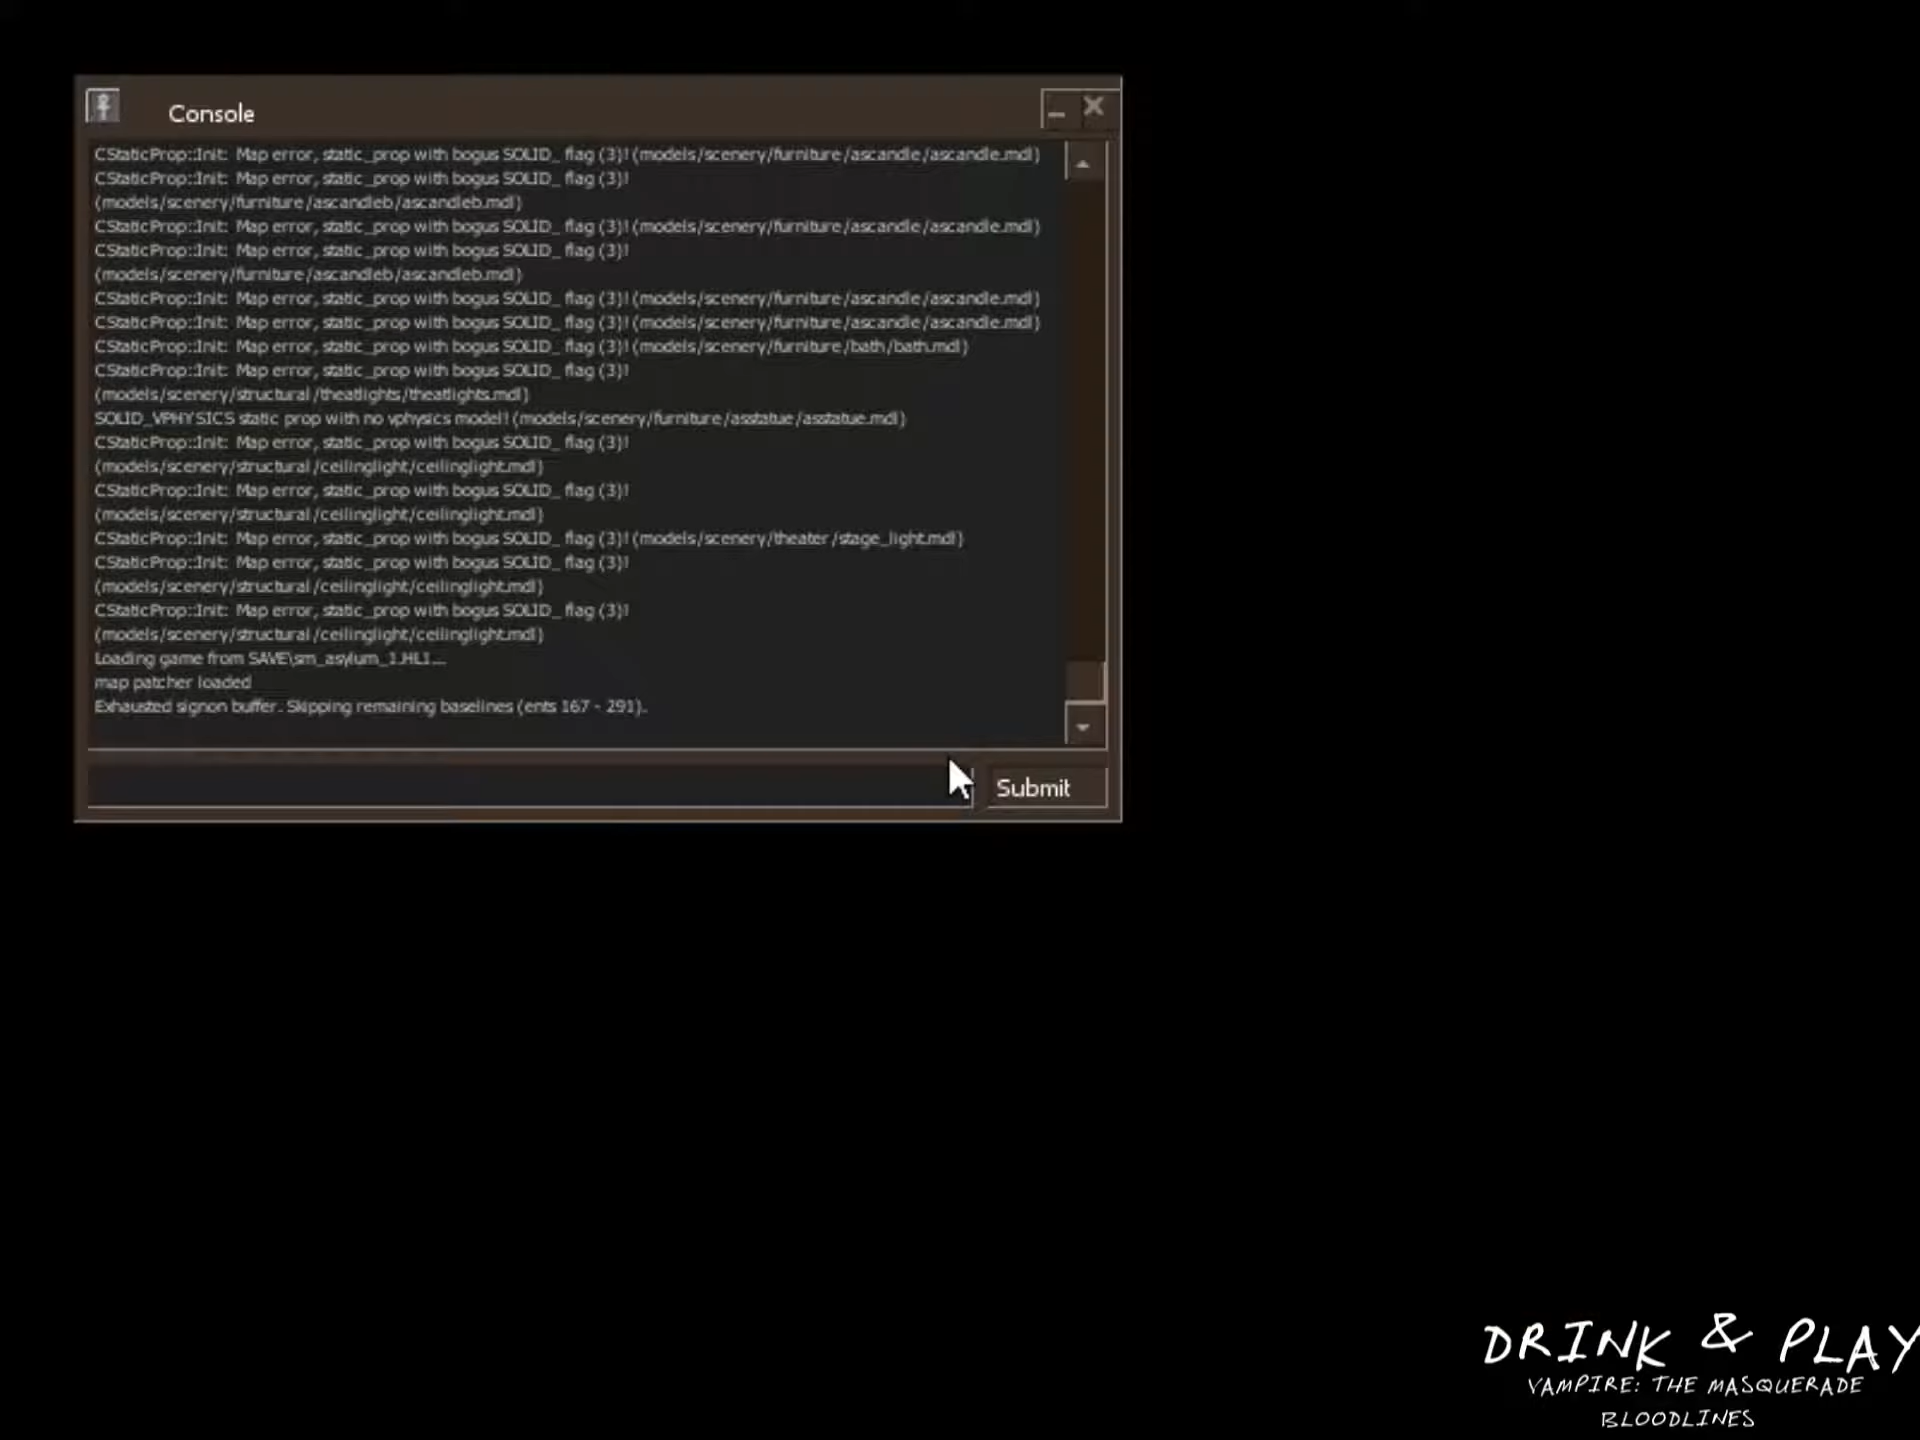 Console
CStaticProp::Init: Map error, static_prop with bogus SOLID_ flag (3)! (models/scenery/furniture/ascandle/ascandle.mdl)
CStaticProp::Init: Map error, static_prop with bogus SOLID_ flag (3)!
(models/scenery/furniture/ascandleb/ascandleb.mdl)
CStaticProp::Init: Map error, static_prop with bogus SOLID_ flag (3)! (models/scenery/furniture/ascandle/ascandle.mdl)
CStaticProp::Init: Map error, static_prop with bogus SOLID_ flag (3)!
(models/scenery/furniture/ascandleb/ascandleb.mdl)
CStaticProp::Init: Map error, static_prop with bogus SOLID_ flag (3)! (models/scenery/furniture/ascandle/ascandle.mdl)
CStaticProp::Init: Map error, static_prop with bogus SOLID_ flag (3)! (models/scenery/furniture/ascandle/ascandle.mdl)
CStaticProp::Init: Map error, static_prop with bogus SOLID_ flag (3)! (models/scenery/furniture/bath/bath.mdl)
CStaticProp::Init: Map error, static_prop with bogus SOLID_ flag (3)!
(models/scenery/structural/theatlights/theatlights.mdl)
SOLID_VPHYSICS static prop with no vphysics model! (models/scenery/furniture/asstatue/asstatue.mdl)
CStaticProp::Init: Map error, static_prop with bogus SOLID_ flag (3)!
(models/scenery/structural/ceilinglight/ceilinglight.mdl)
CStaticProp::Init: Map error, static_prop with bogus SOLID_ flag (3)!
(models/scenery/structural/ceilinglight/ceilinglight.mdl)
CStaticProp::Init: Map error, static_prop with bogus SOLID_ flag (3)! (models/scenery/theater/stage_light.mdl)
CStaticProp::Init: Map error, static_prop with bogus SOLID_ flag (3)!
(models/scenery/structural/ceilinglight/ceilinglight.mdl)
CStaticProp::Init: Map error, static_prop with bogus SOLID_ flag (3)!
(models/scenery/structural/ceilinglight/ceilinglight.mdl)
Loading game from SAVE\sm_asylum_1.HL1...
map patcher loaded
Exhausted signon buffer. Skipping remaining baselines (ents 167 - 291).
Submit
DRINK & PLAY
VAMPIRE: THE MASQUERADE
BLOODLINES